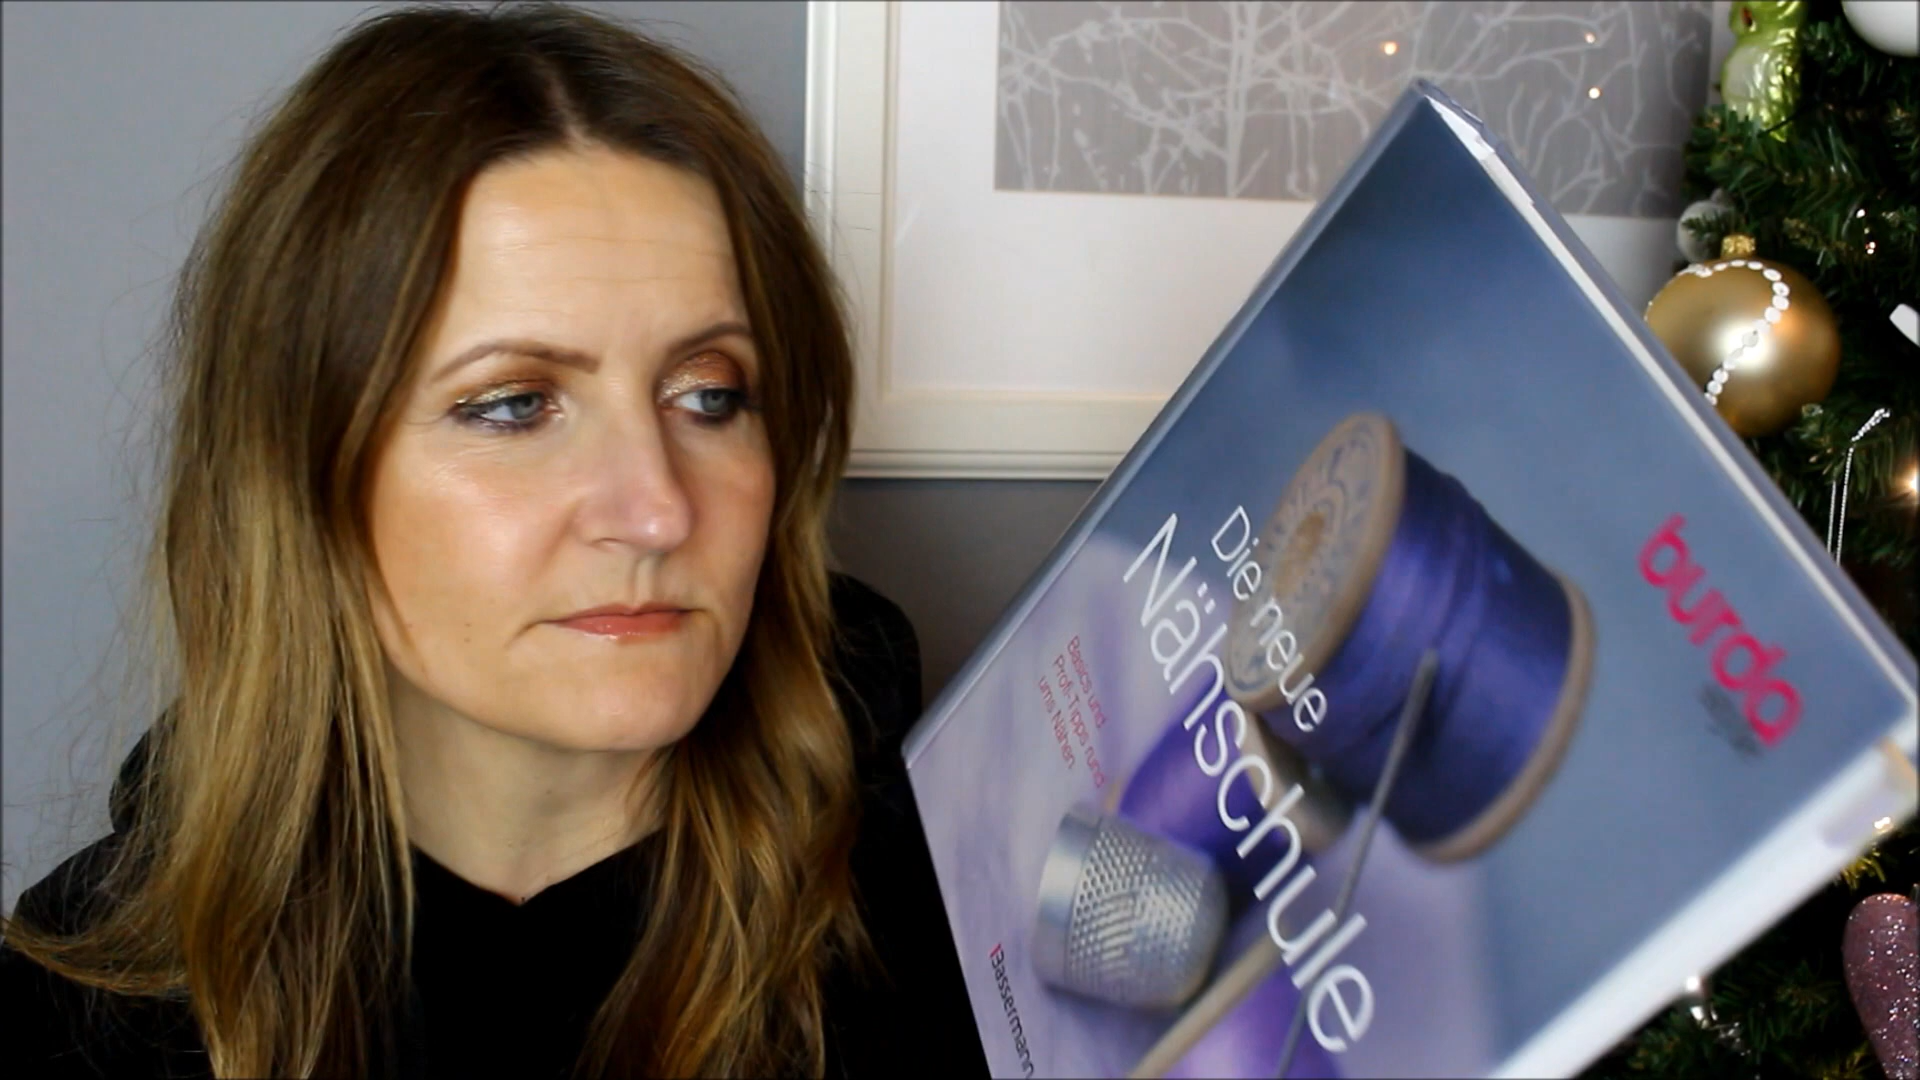 burda
Die neue
Nähschule
Basics und
Profi-Tipps rund
ums Nähen
Bassermann